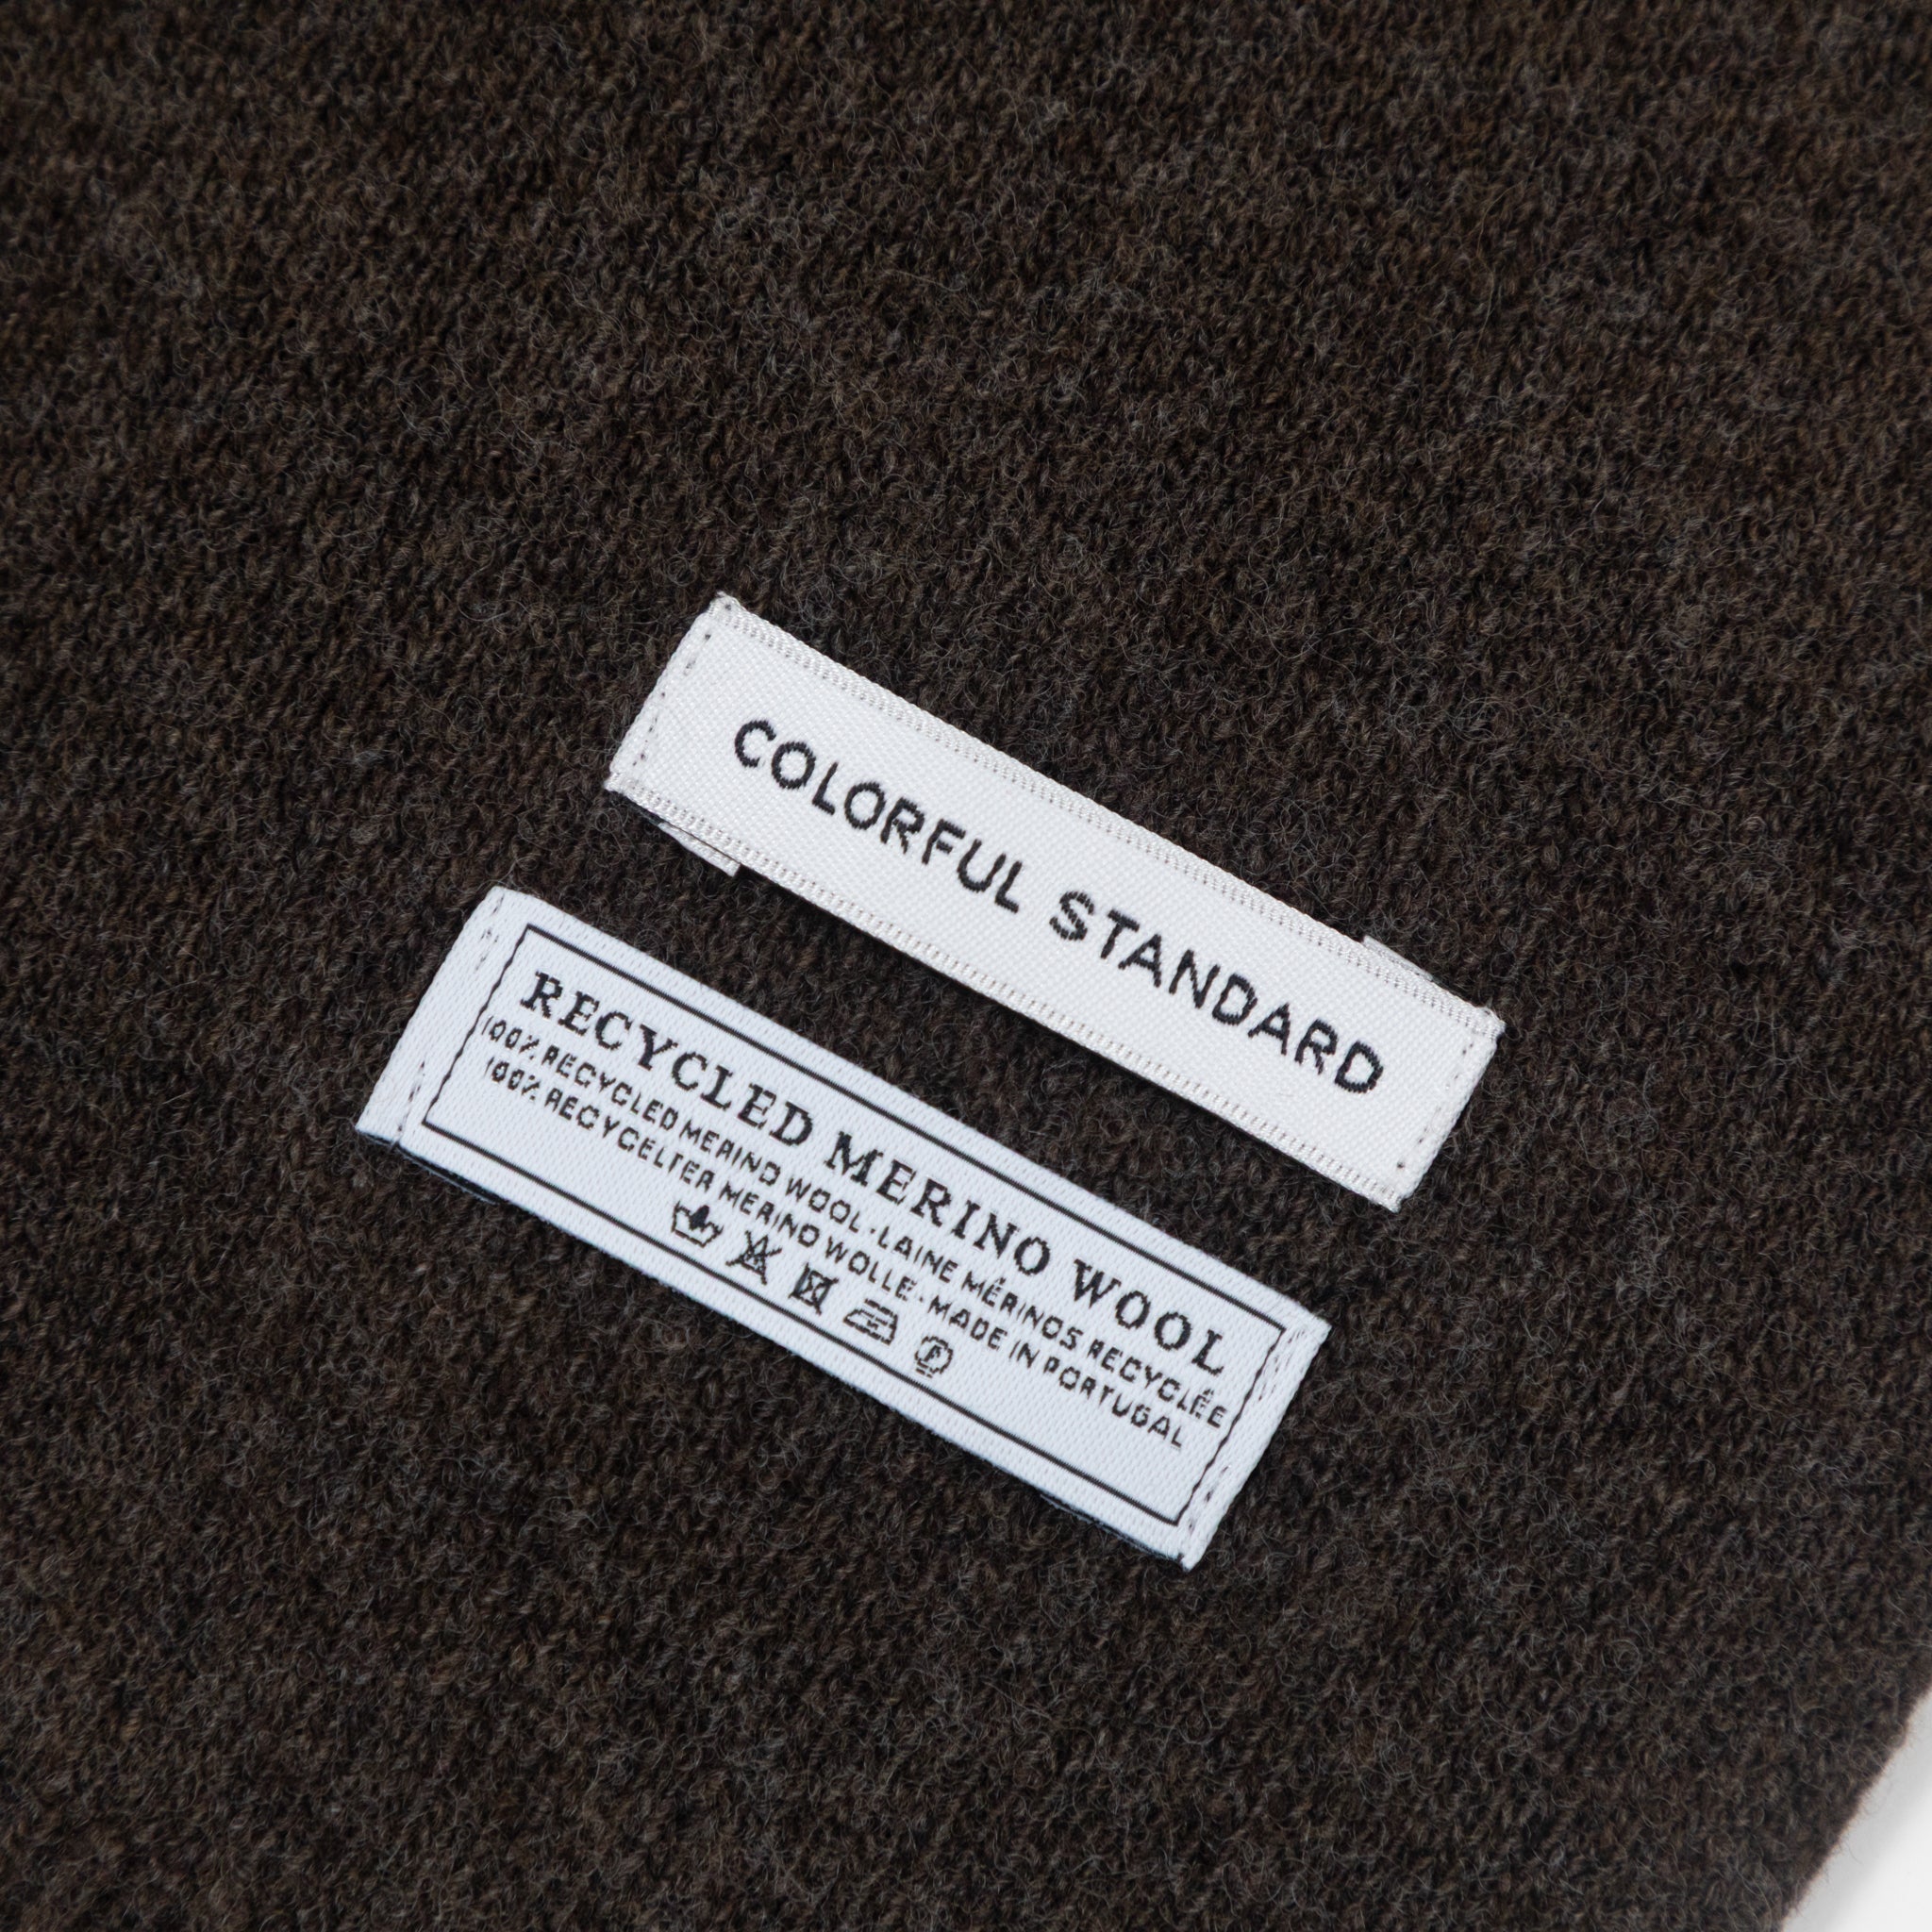 COLORFUL STANDARD
RECYCLED MERINO WOOL
100% RECYCLED MERINO WOOL · LAINE MÉRINOS RECYCLÉE
100% RECYCELTER MERINO WOLLE · MADE IN PORTUGAL
P